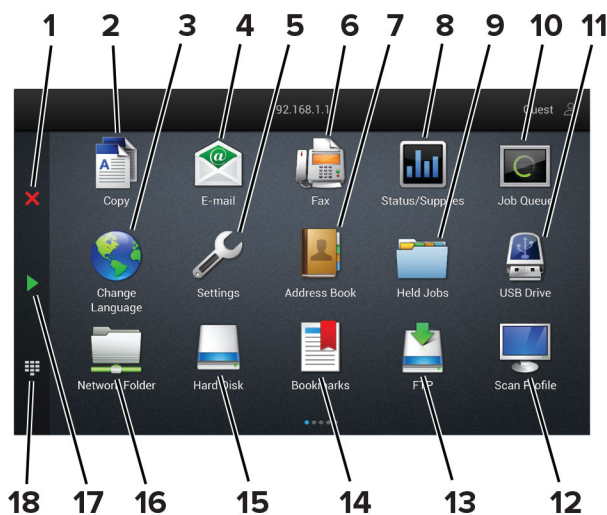 1 2 3 4 5 6 7 8 9 10 11
92.168.1.1
Guest
A
@
Copy E-mail Fax Status/Supplies Job Queue
Change
Language
Settings Address Book Held Jobs USB Drive
Network Folder Hard Disk Bookmarks FTP Scan Profile
18 17 16 15 14 13 12